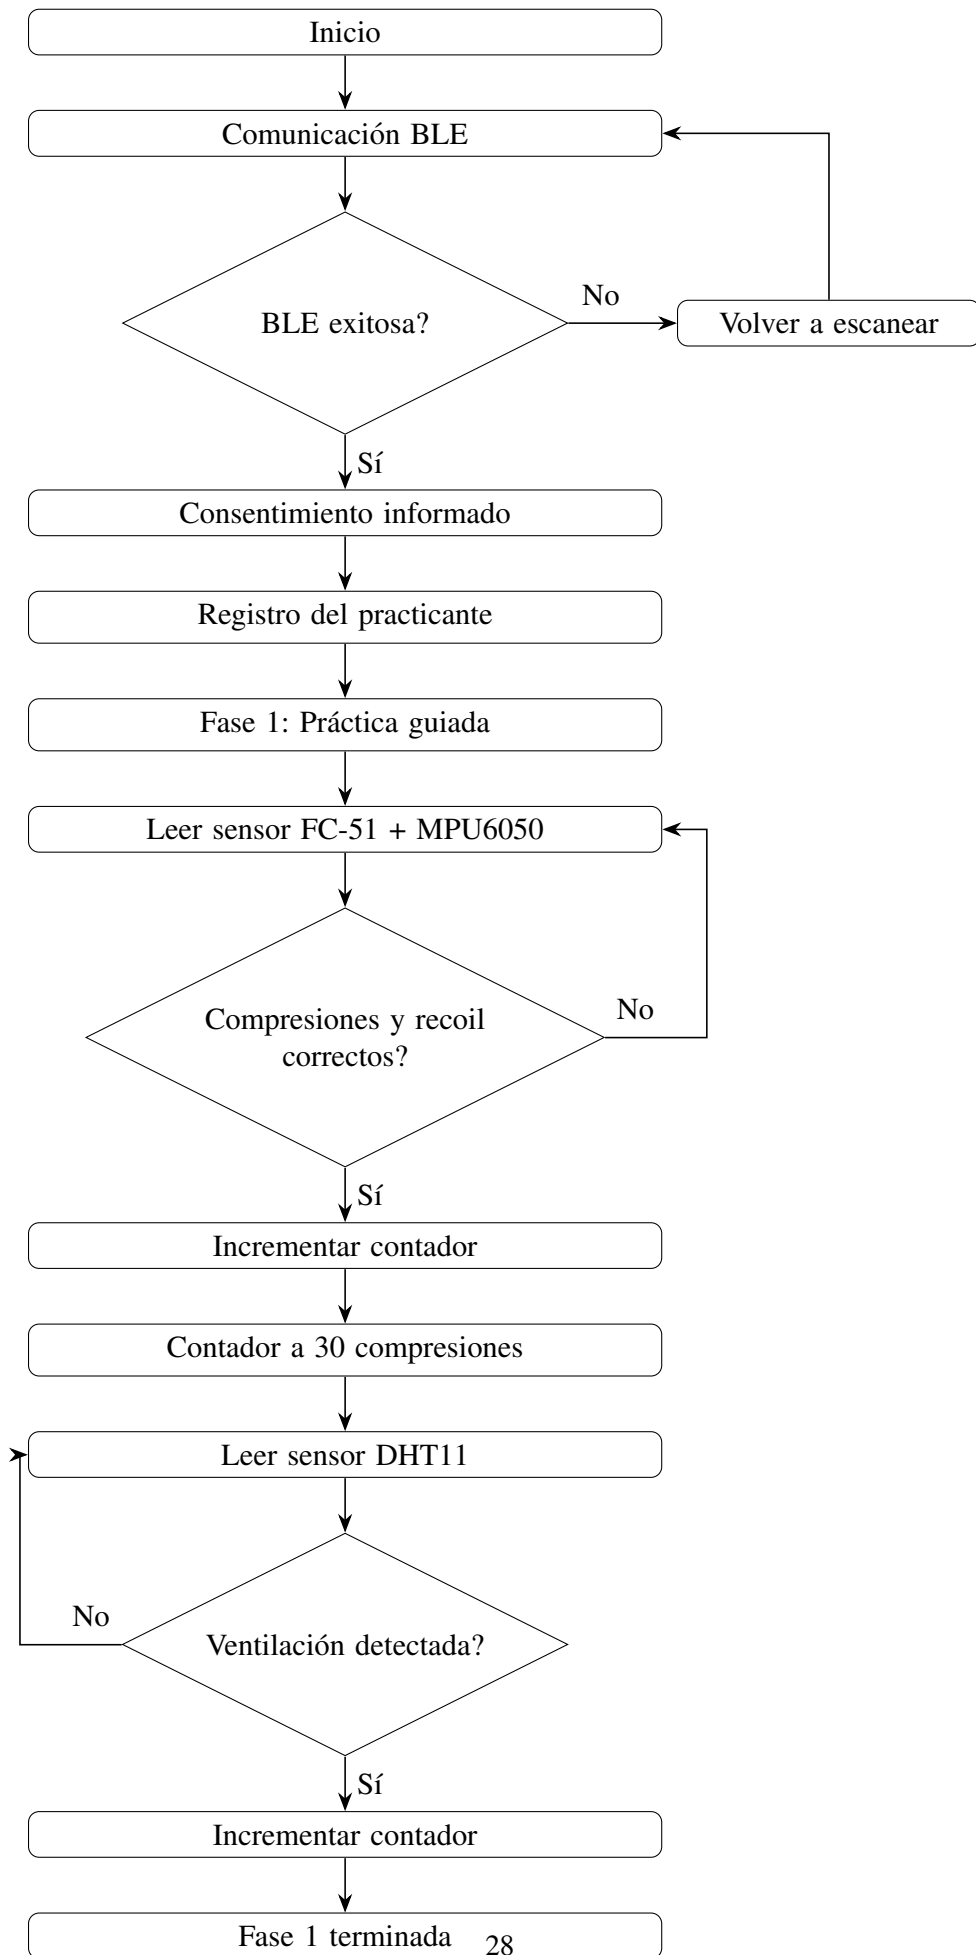 Inicio
Comunicación BLE
BLE exitosa?
No
Volver a escanear
Sí
Consentimiento informado
Registro del practicante
Fase 1: Práctica guiada
Leer sensor FC-51 + MPU6050
Compresiones y recoil
correctos?
No
Sí
Incrementar contador
Contador a 30 compresiones
Leer sensor DHT11
No
Ventilación detectada?
Sí
Incrementar contador
Fase 1 terminada
28